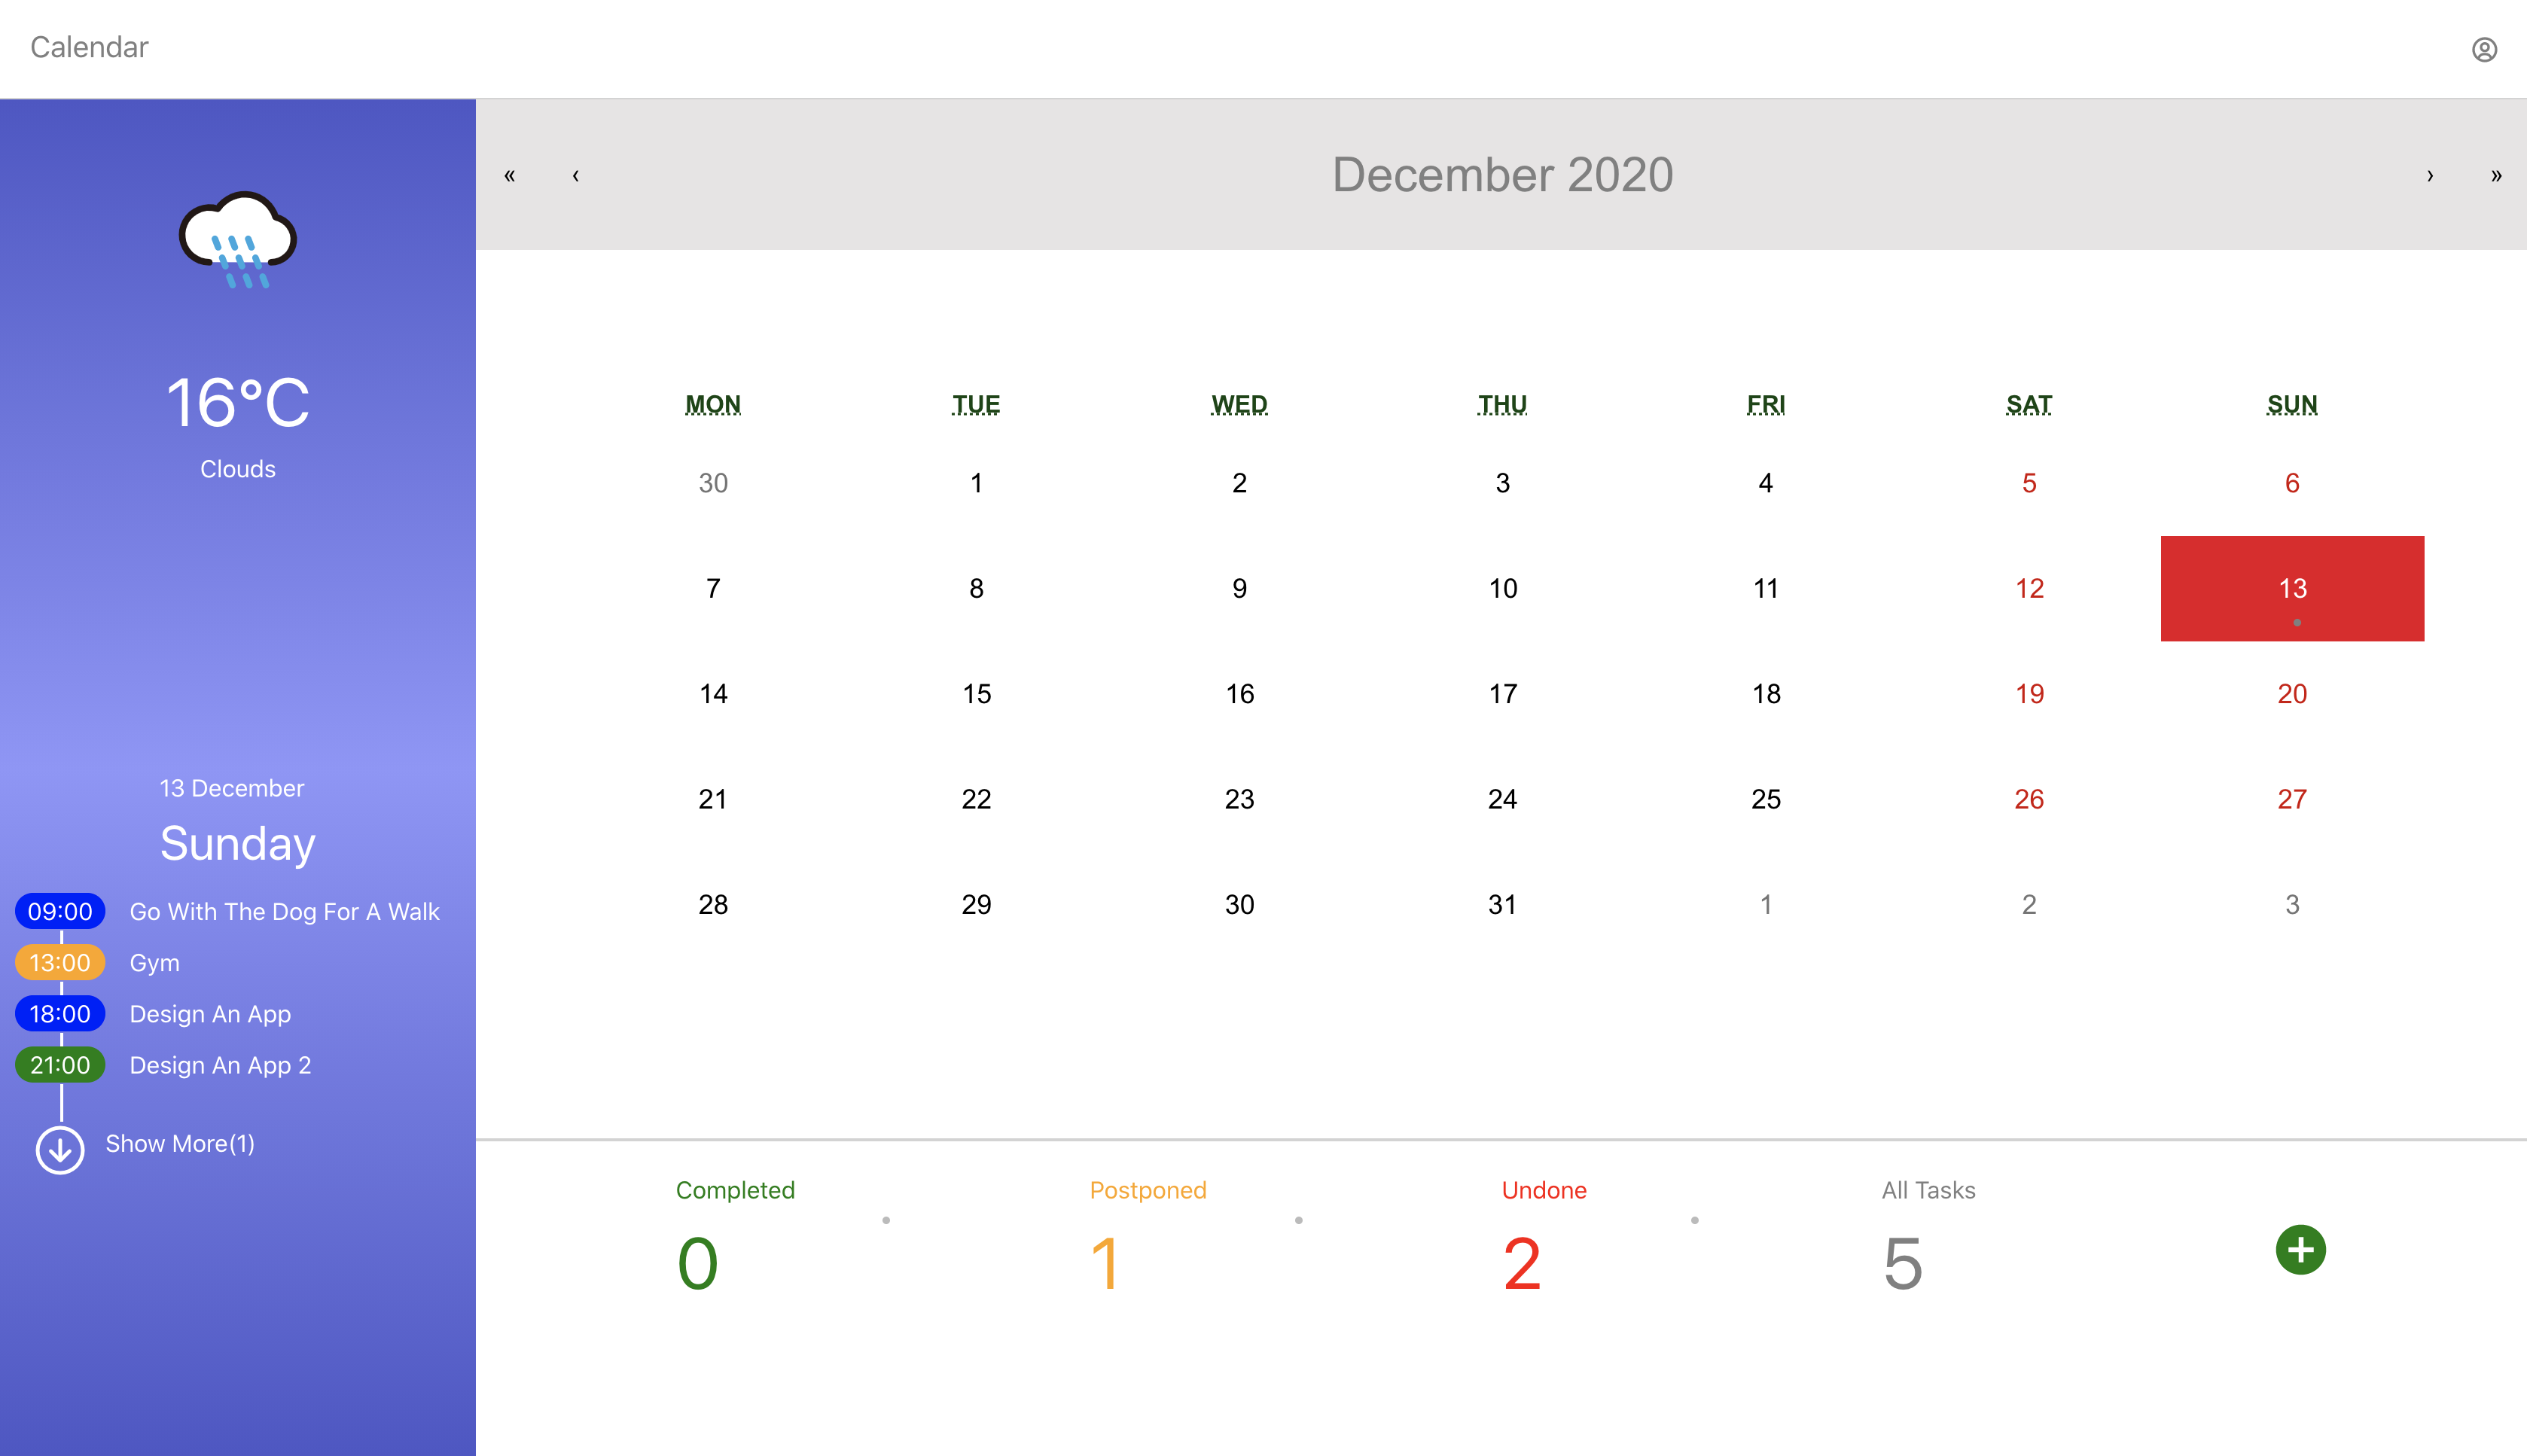 Calendar
16°C
Clouds
13 December
Sunday
09:00 Go With The Dog For A Walk
13:00 Gym
18:00 Design An App
21:00 Design An App 2
Show More(1)
« ‹ December 2020 › »
MON TUE WED THU FRI SAT SUN
30 1 2 3 4 5 6
7 8 9 10 11 12 13
14 15 16 17 18 19 20
21 22 23 24 25 26 27
28 29 30 31 1 2 3
Completed Postponed Undone All Tasks
0 1 2 5